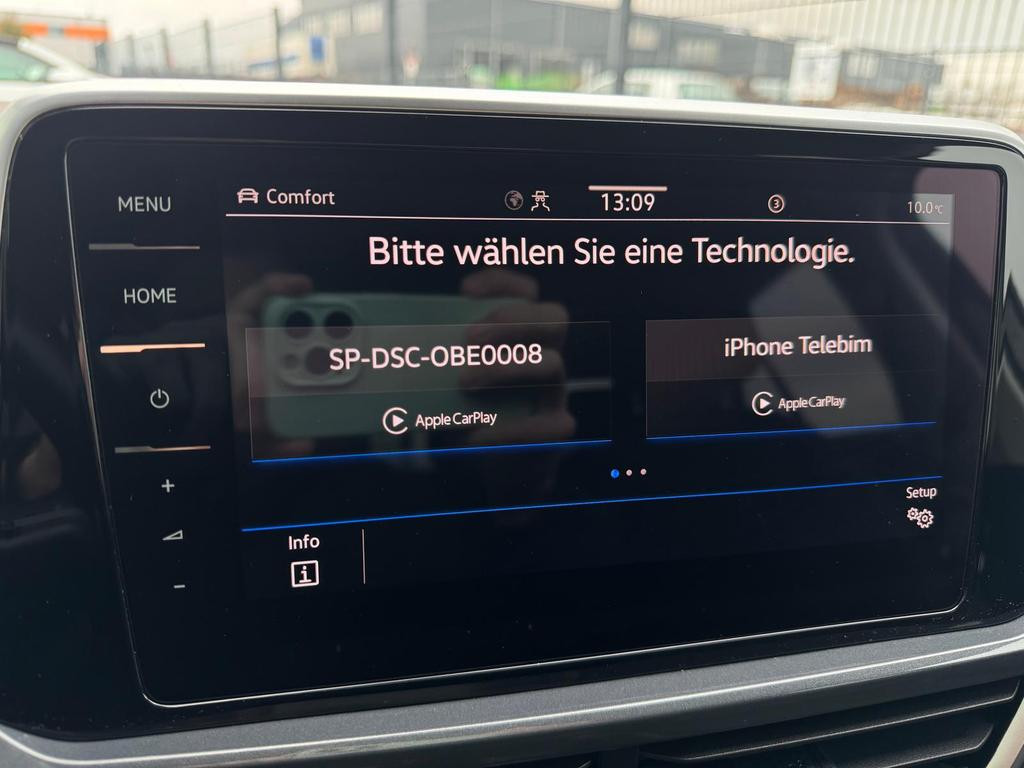 MENU
HOME
Comfort
13:09
3
10.0°C
Bitte wählen Sie eine Technologie.
SP-DSC-OBE0008
Apple CarPlay
iPhone Telebim
Apple CarPlay
Setup
Info